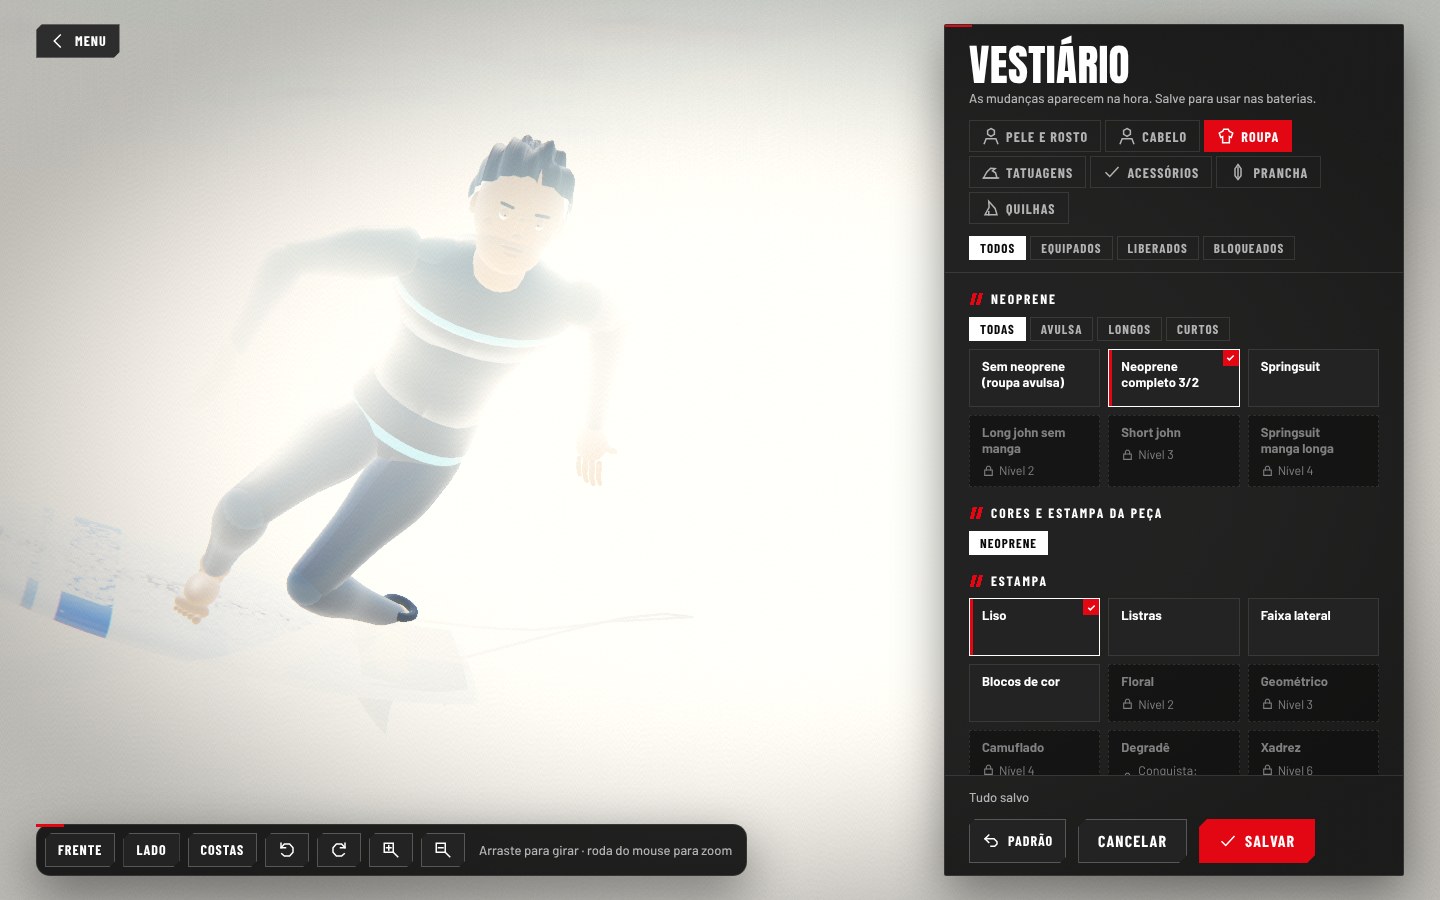 MENU
VESTIÁRIO
As mudanças aparecem na hora. Salve para usar nas baterias.
PELE E ROSTO
CABELO
ROUPA
TATUAGENS
ACESSÓRIOS
PRANCHA
QUILHAS
TODOS
EQUIPADOS
LIBERADOS
BLOQUEADOS
NEOPRENE
TODAS
AVULSA
LONGOS
CURTOS
Sem neoprene
(roupa avulsa)
Neoprene
completo 3/2
Springsuit
Long john sem
manga
Nível 2
Short john
Nível 3
Springsuit
manga longa
Nível 4
CORES E ESTAMPA DA PEÇA
NEOPRENE
ESTAMPA
Liso
Listras
Faixa lateral
Blocos de cor
Floral
Nível 2
Geométrico
Nível 3
Camuflado
Nível 4
Degradê
Conquista:
Xadrez
Nível 6
Tudo salvo
PADRÃO
CANCELAR
SALVAR
FRENTE
LADO
COSTAS
Arraste para girar · roda do mouse para zoom